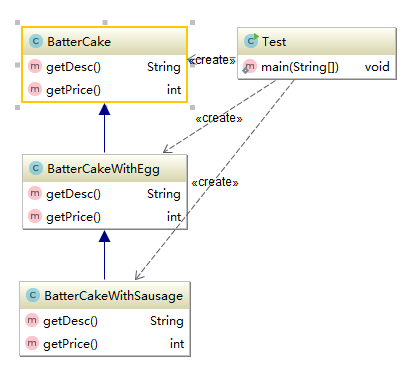 C BatterCake
m getDesc() String
m getPrice() int
C Test
m main(String[]) void
«create»
«create»
«create»
C BatterCakeWithEgg
m getDesc() String
m getPrice() int
C BatterCakeWithSausage
m getDesc() String
m getPrice() int